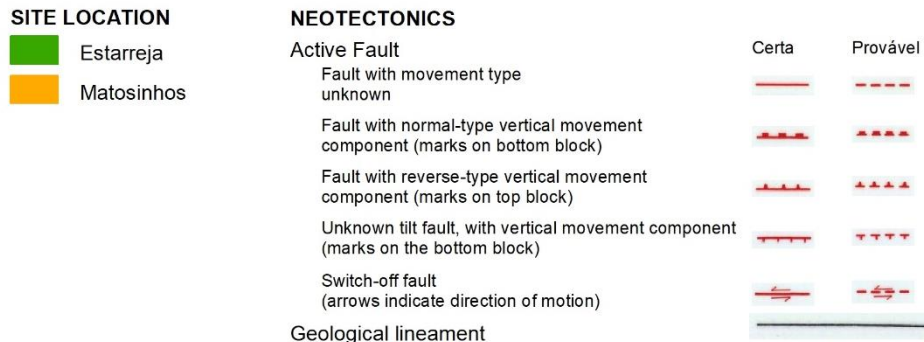 SITE LOCATION
Estarreja
Matosinhos
NEOTECTONICS
Active Fault Certa Provável
Fault with movement type
unknown
Fault with normal-type vertical movement
component (marks on bottom block)
Fault with reverse-type vertical movement
component (marks on top block)
Unknown tilt fault, with vertical movement component
(marks on the bottom block)
Switch-off fault
(arrows indicate direction of motion)
Geological lineament